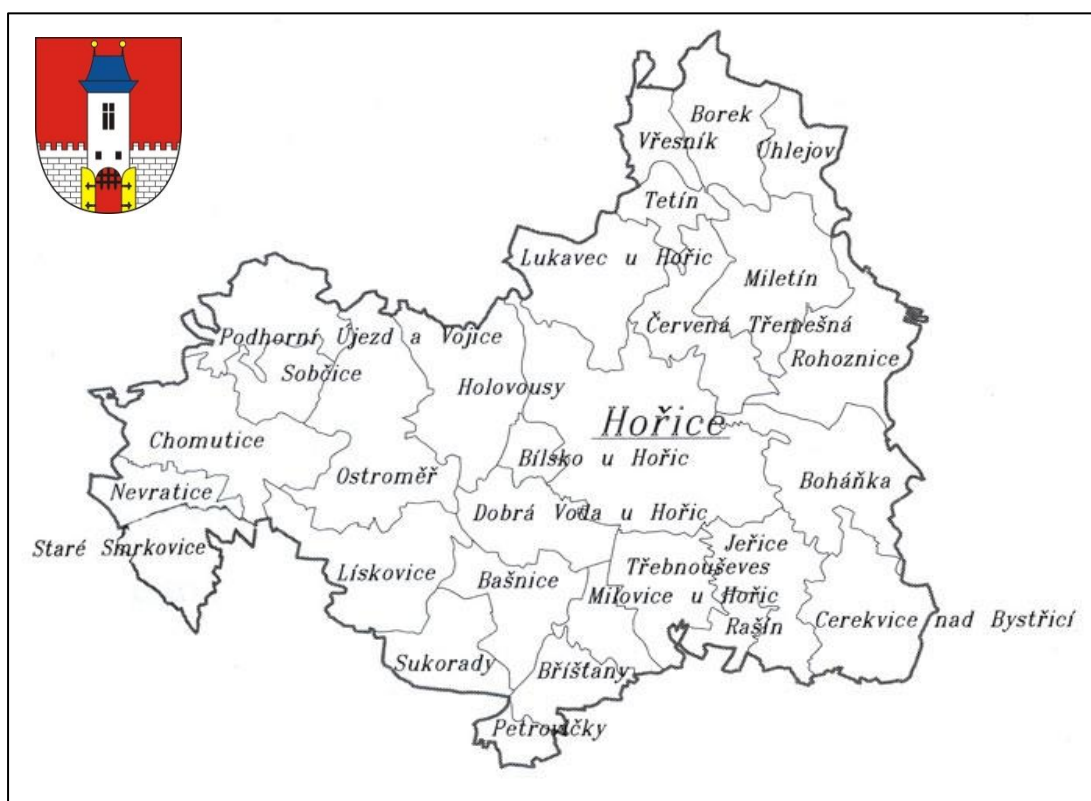 Borek
Vřesník
Úhlejov
Tetín
Lukavec u Hořic
Miletín
Červená Třemešná
Podhorní Újezd a Vojice
Rohoznice
Sobčice
Holovousy
Hořice
Chomutice
Bílsko u Hořic
Ostroměř
Boháňka
Nevratice
Dobrá Voda u Hořic
Jeřice
Staré Smrkovice
Třebnouševes
Lískovice
Bašnice
Milovice u Hořic
Cerekvice nad Bystřicí
Rašín
Sukorady
Bříšťany
Petrovičky